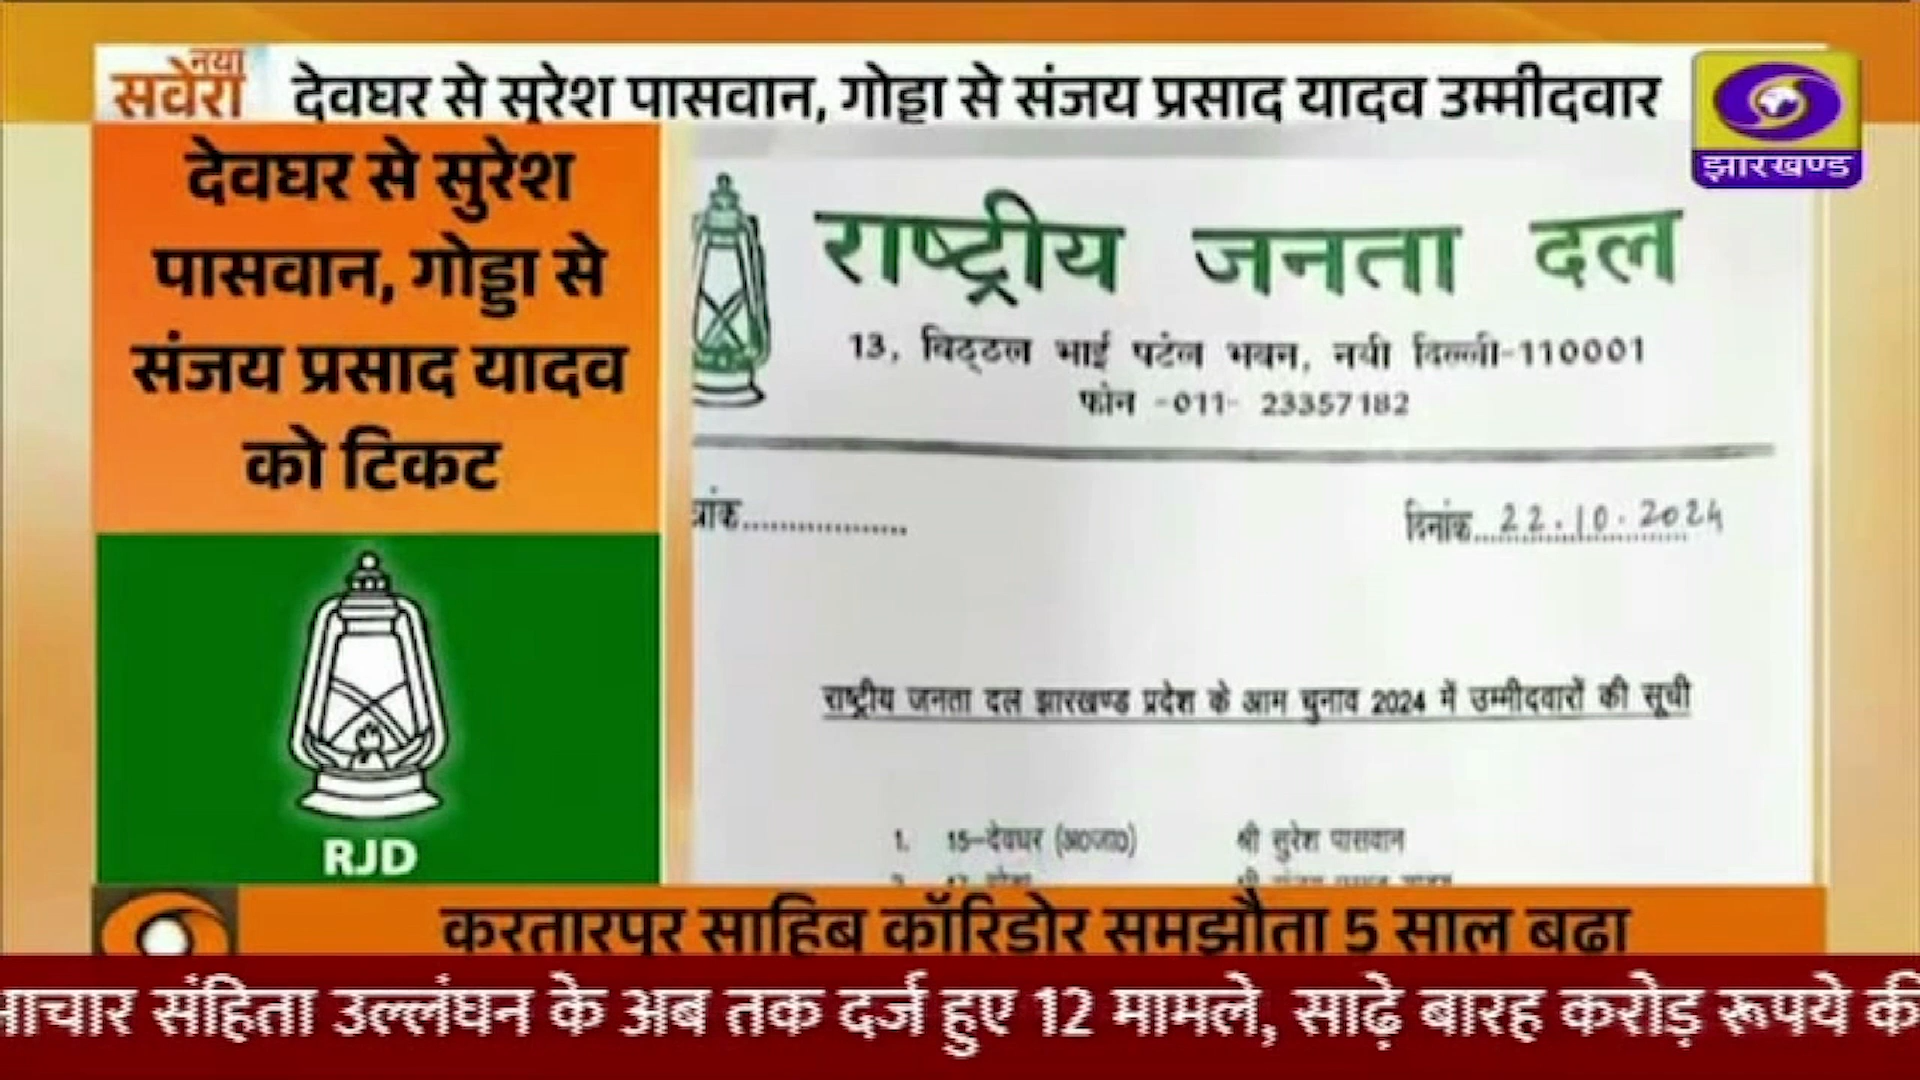 नया
सवेरा
देवघर से सुरेश पासवान, गोड्डा से संजय प्रसाद यादव उम्मीदवार
झारखण्ड
देवघर से सुरेश
पासवान, गोड्डा से
संजय प्रसाद यादव
को टिकट
RJD
राष्ट्रीय जनता दल
13, विट्ठल भाई पटेल भवन, नयी दिल्ली-110001
फोन -011- 23357182
त्रांक..................
दिनांक...22.10.2024
राष्ट्रीय जनता दल झारखण्ड प्रदेश के आम चुनाव 2024 में उम्मीदवारों की सूची
1. 15-देवघर (अ०जा०) श्री सुरेश पासवान
करतारपुर साहिब कॉरिडोर समझौता 5 साल बढ़ा
ाचार संहिता उल्लंघन के अब तक दर्ज हुए 12 मामले, साढ़े बारह करोड़ रूपये की